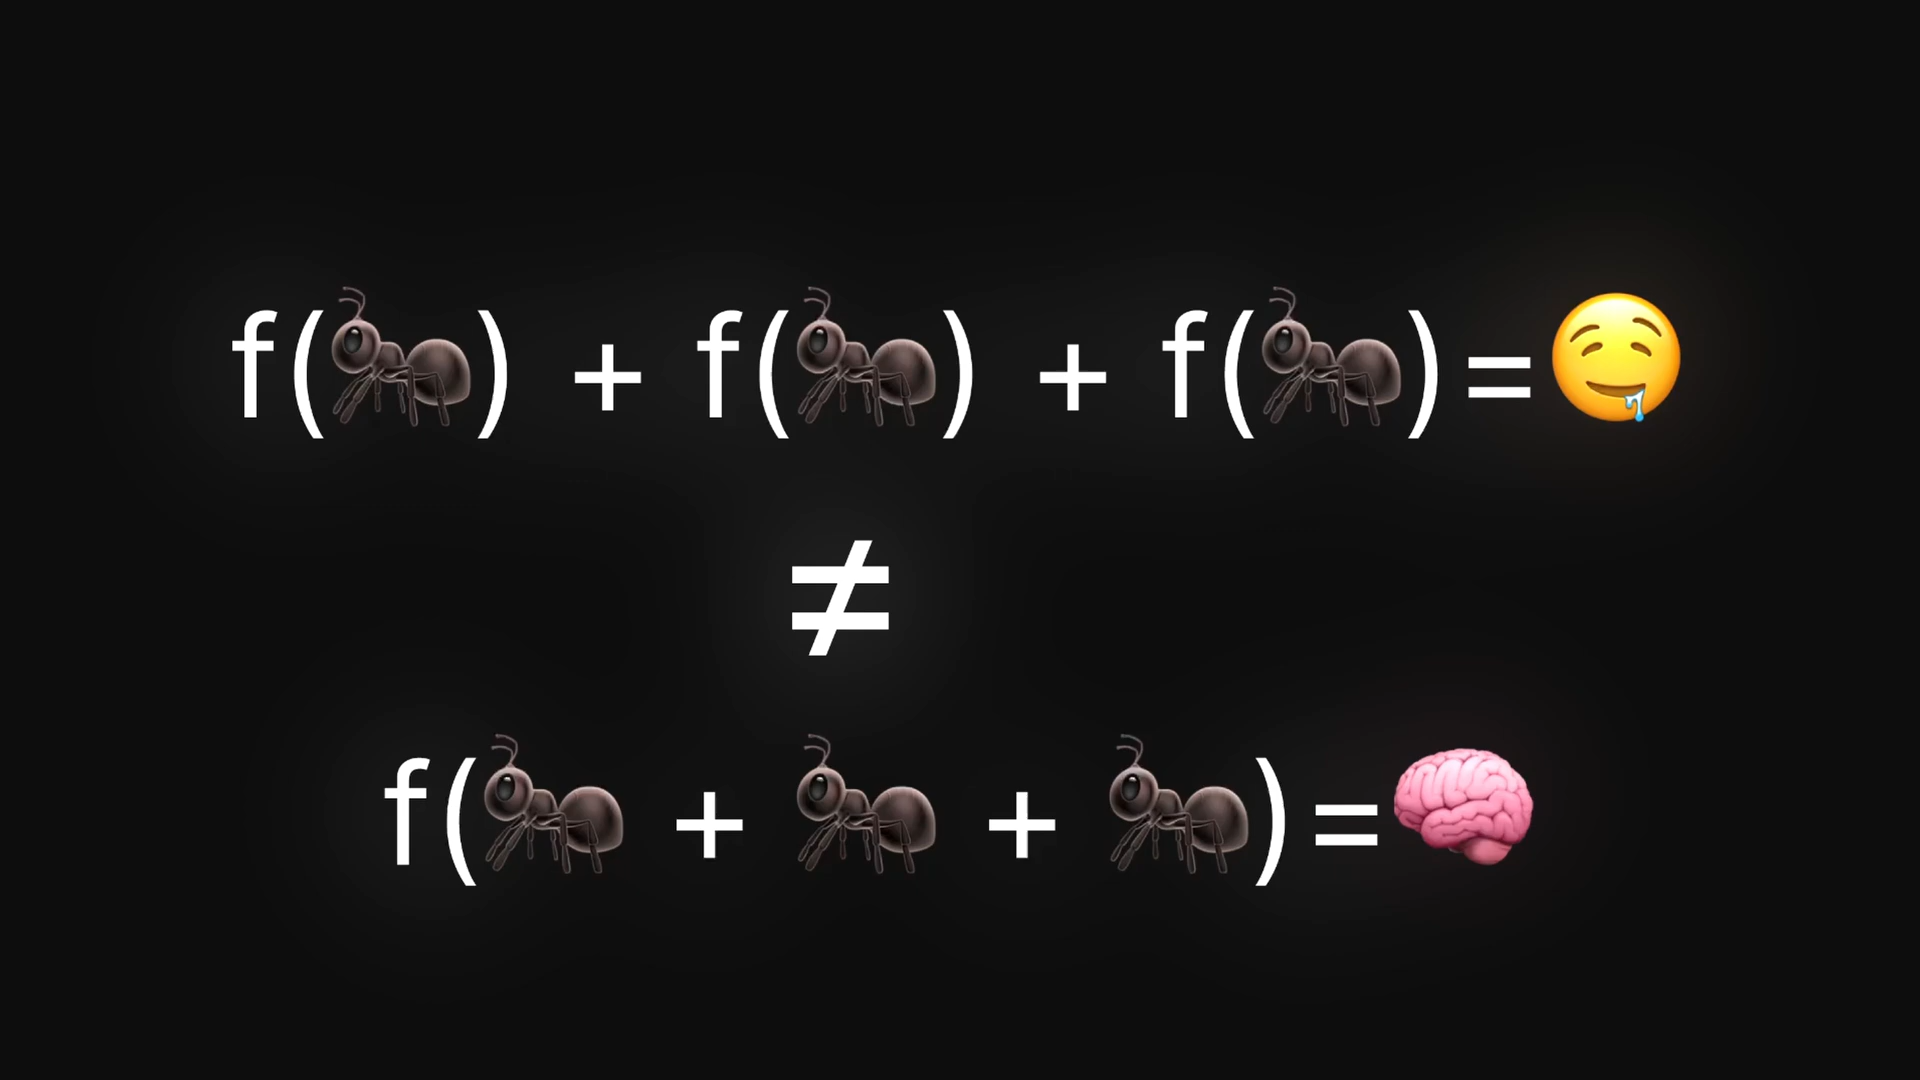 f(🐜) + f(🐜) + f(🐜)=🤤
≠
f(🐜 + 🐜 + 🐜)=🧠